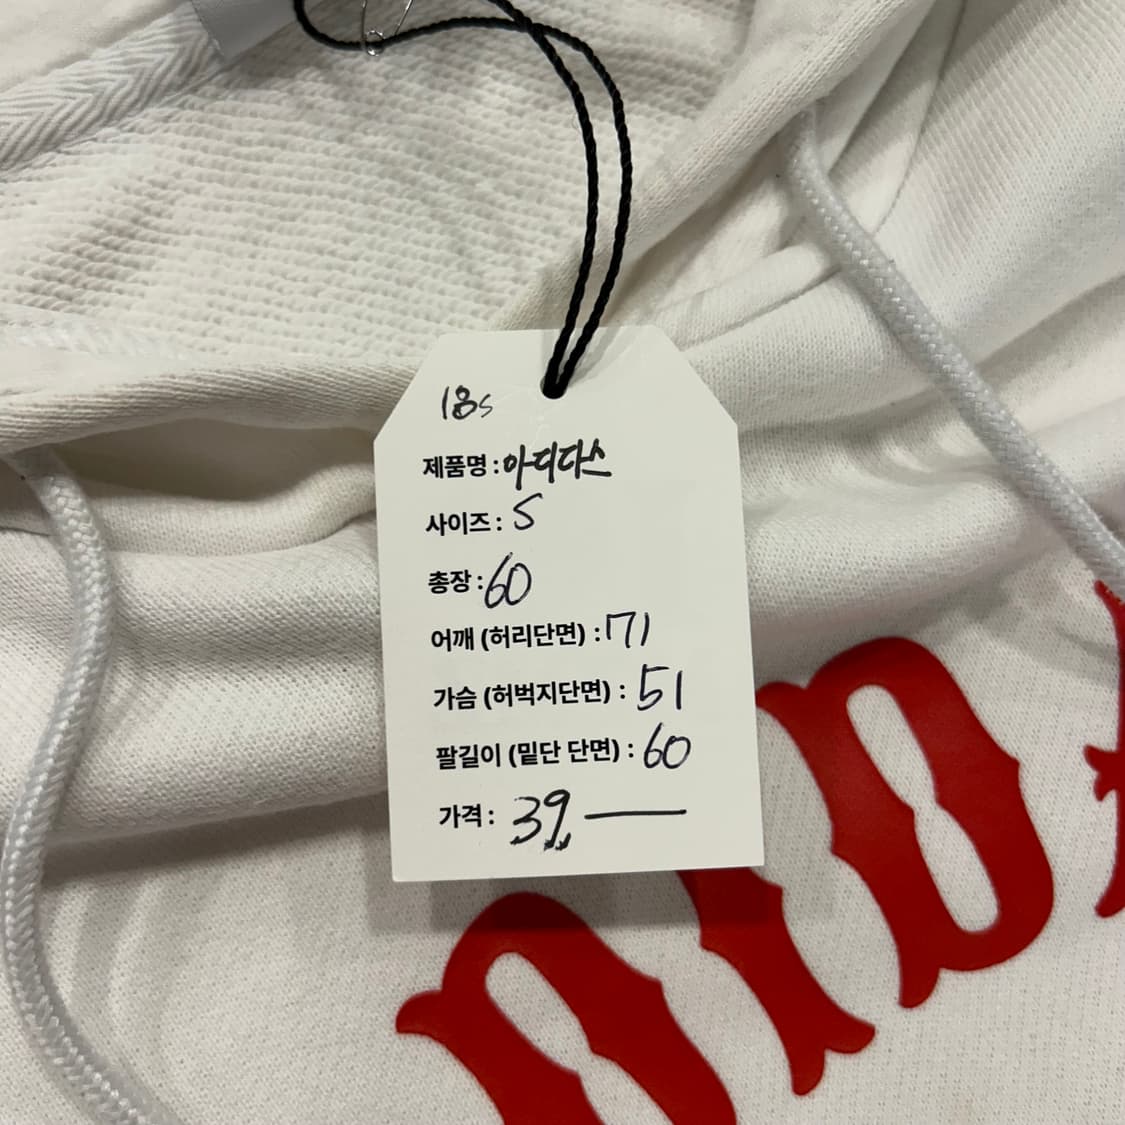 18s
제품명 : 아디다스
사이즈 : S
총장 : 60
어깨 (허리단면) : 71
가슴 (허벅지단면) : 51
팔길이 (밑단 단면) : 60
가격 : 39,—
DIDA